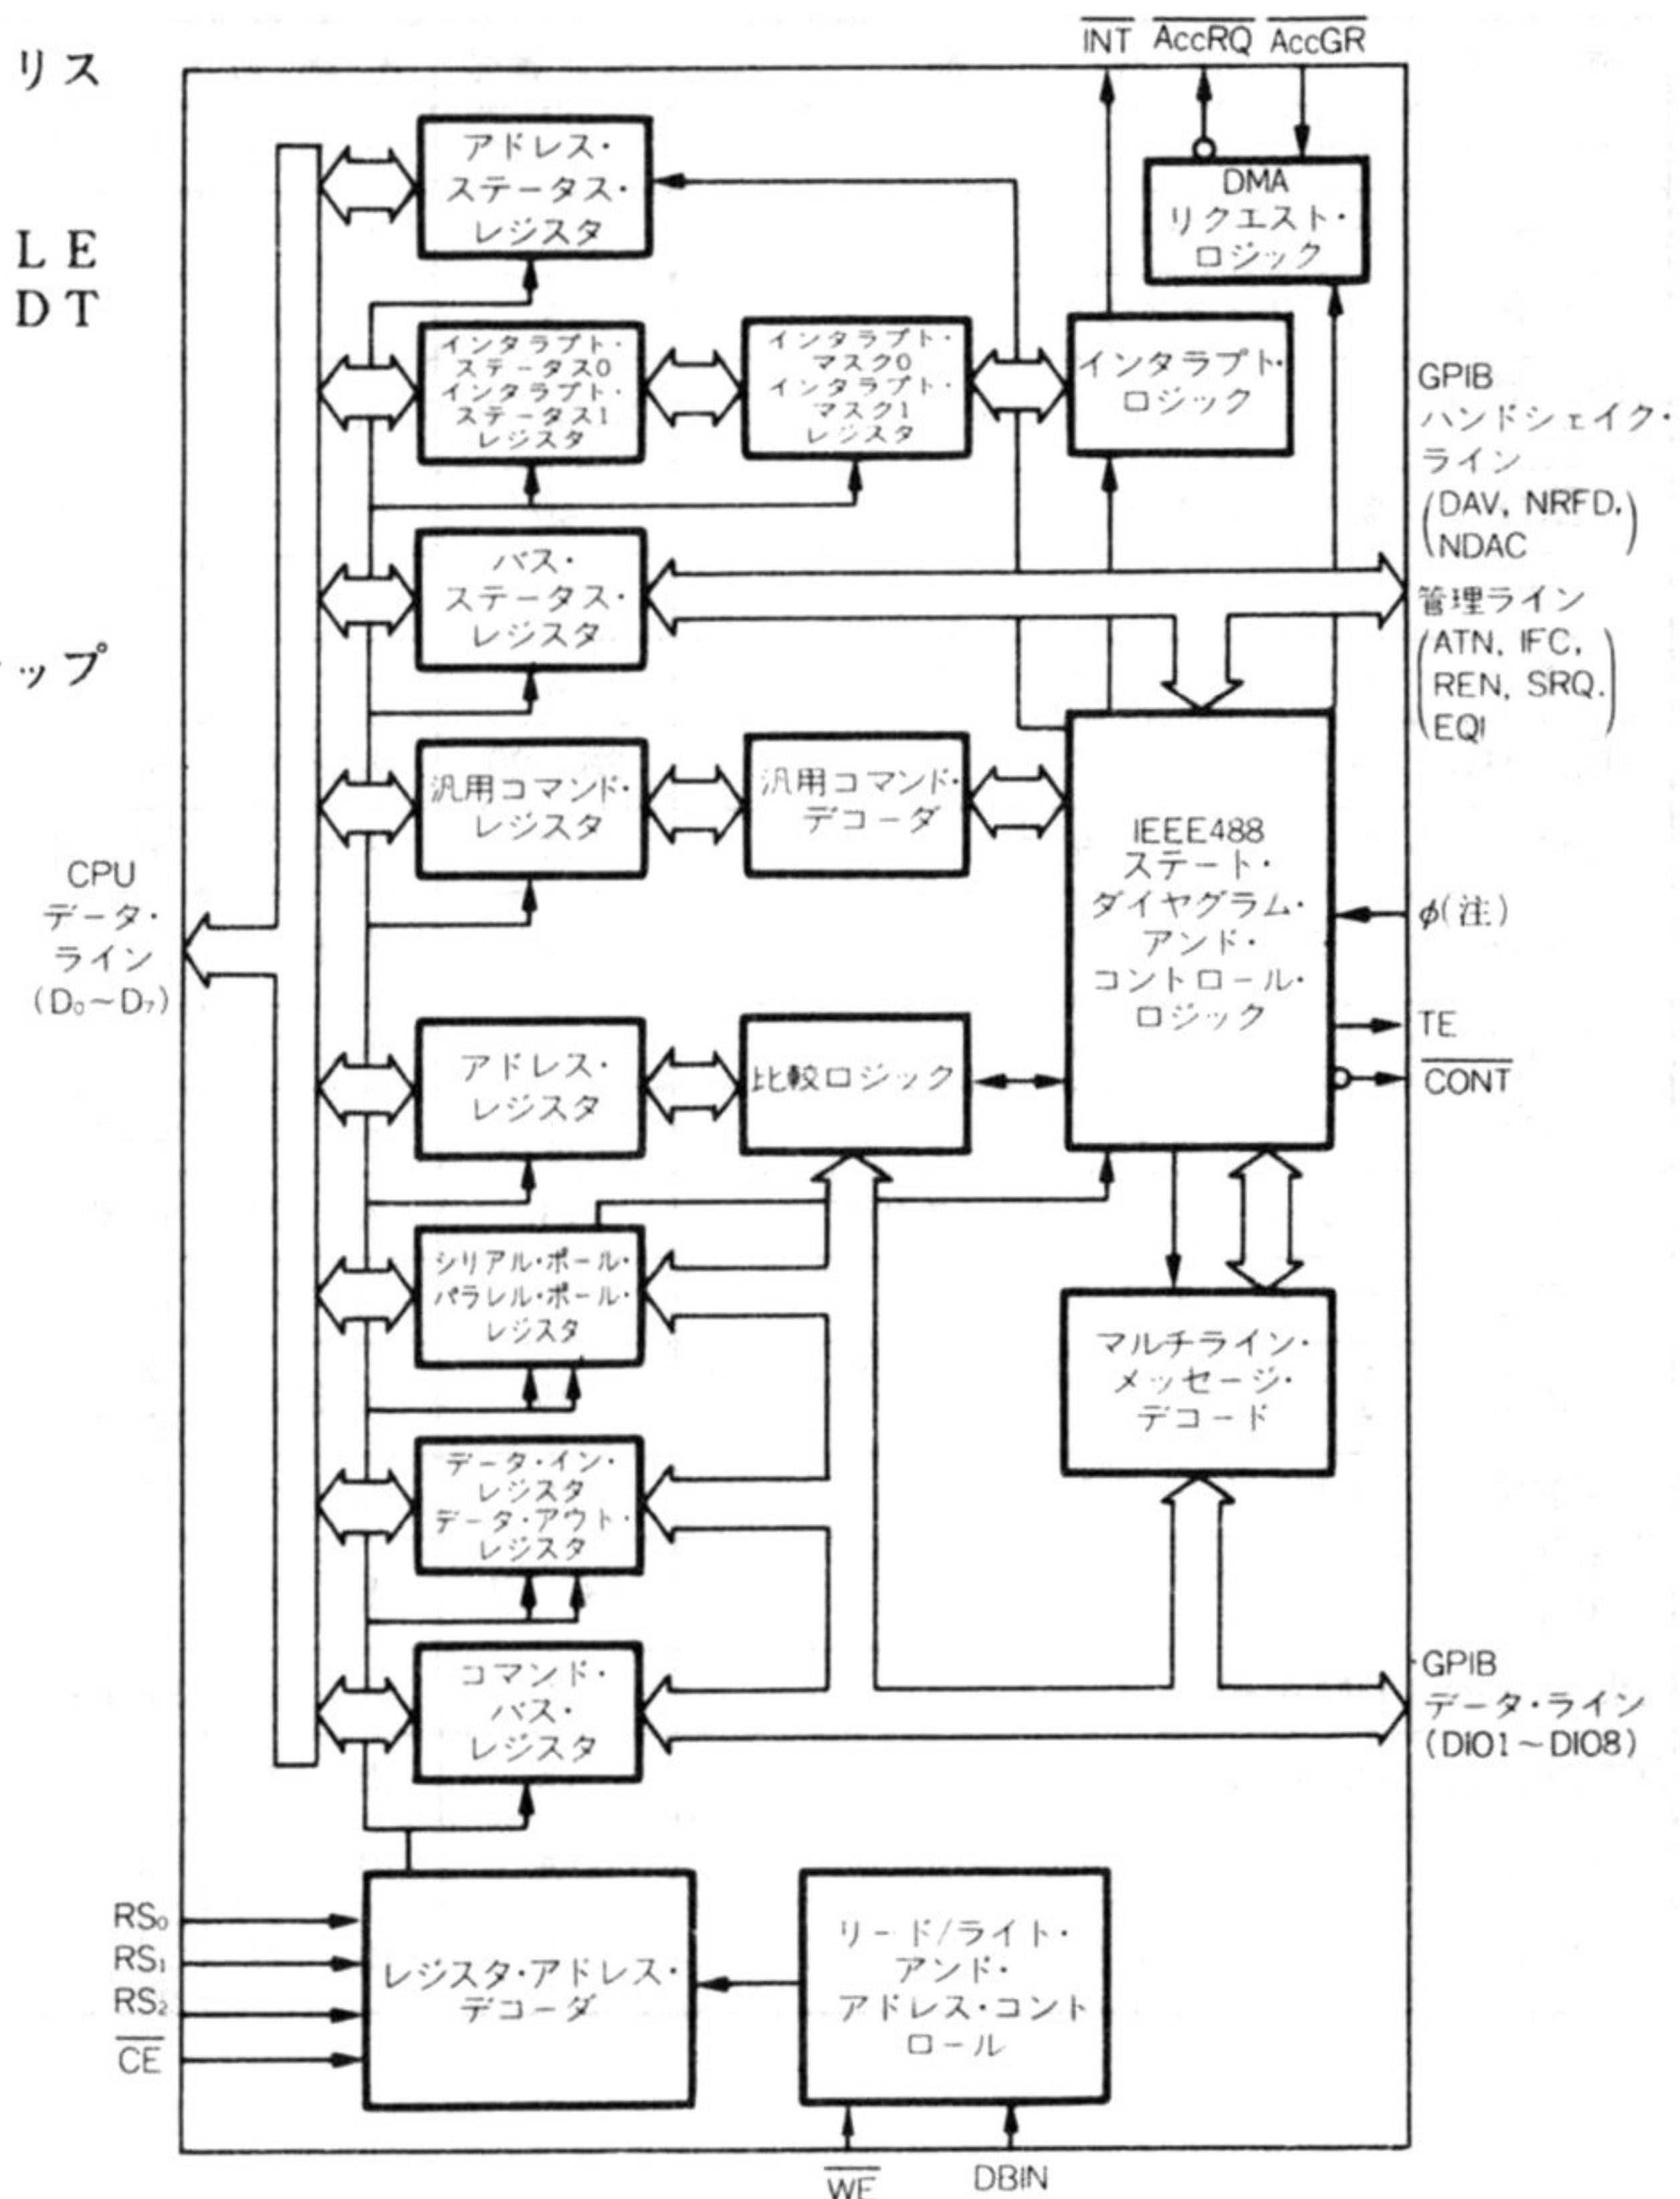 リス
LE
DT
ップ
INT AccRQ AccGR
アドレス・
ステータス・
レジスタ
DMA
リクエスト・
ロジック
インタラプト・
ステータス0
インタラプト・
ステータス1
レジスタ
インタラプト・
マスク0
インタラプト・
マスク1
レジスタ
インタラプト・
ロジック
GPIB
ハンドシェイク・
ライン
(DAV, NRFD,
NDAC)
バス・
ステータス・
レジスタ
管理ライン
(ATN, IFC,
REN, SRQ.
EQI)
汎用コマンド・
レジスタ
汎用コマンド・
デコーダ
IEEE488
ステート・
ダイヤグラム・
アンド・
コントロール・
ロジック
CPU
データ・
ライン
(D₀~D₇)
φ(注)
TE
CONT
アドレス・
レジスタ
比較ロジック
シリアル・ポール・
パラレル・ポール・
レジスタ
マルチライン・
メッセージ・
デコード
データ・イン・
レジスタ
データ・アウト・
レジスタ
コマンド・
バス・
レジスタ
GPIB
データ・ライン
(DIO1~DIO8)
RS₀
RS₁
RS₂
CE
レジスタ・アドレス・
デコーダ
リード/ライト・
アンド・
アドレス・コント
ロール
WE DBIN